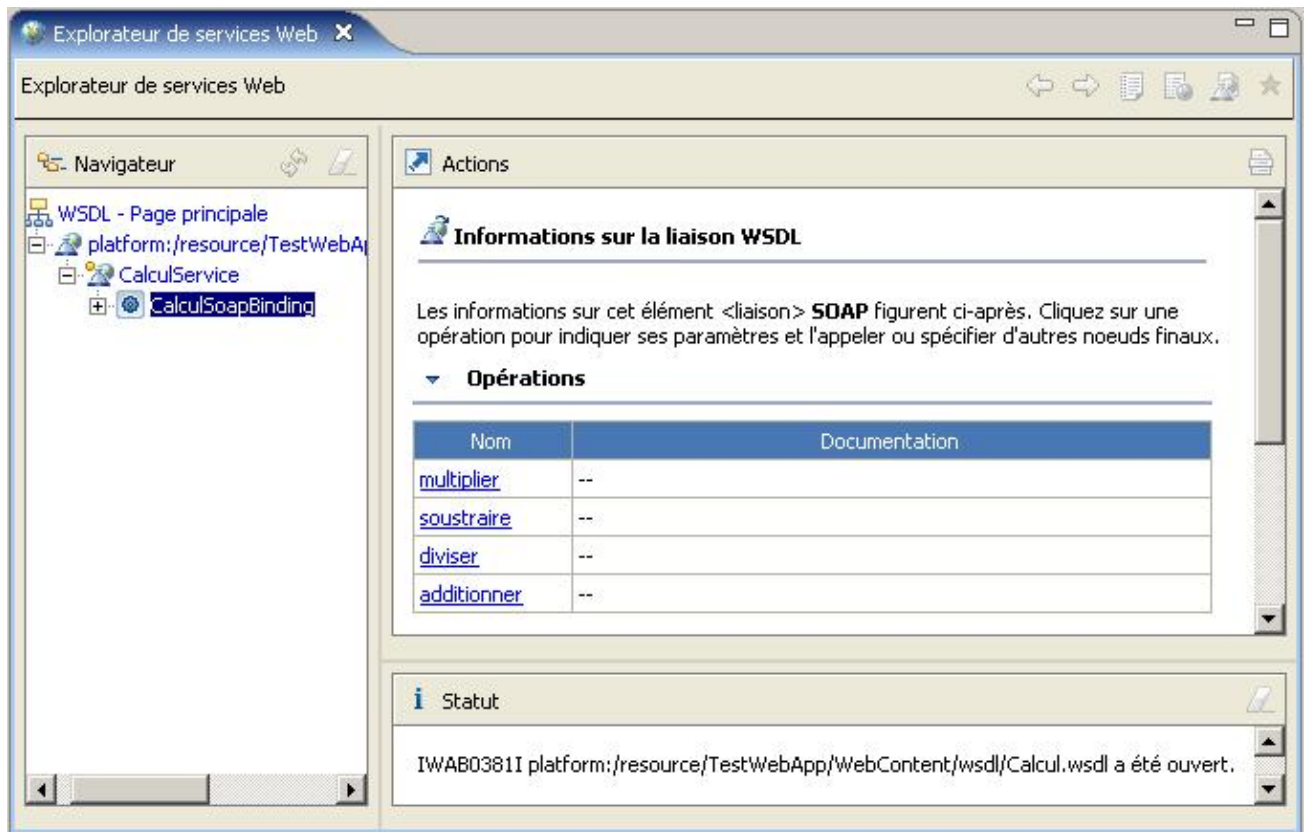 Explorateur de services Web
Explorateur de services Web
Navigateur
WSDL - Page principale
platform:/resource/TestWebA
CalculService
CalculSoapBinding
Actions
Informations sur la liaison WSDL
Les informations sur cet élément <liaison> SOAP figurent ci-après. Cliquez sur une
opération pour indiquer ses paramètres et l'appeler ou spécifier d'autres noeuds finaux.
Opérations
Nom Documentation
multiplier --
soustraire --
diviser --
additionner --
i Statut
IWAB0381I platform:/resource/TestWebApp/WebContent/wsdl/Calcul.wsdl a été ouvert.